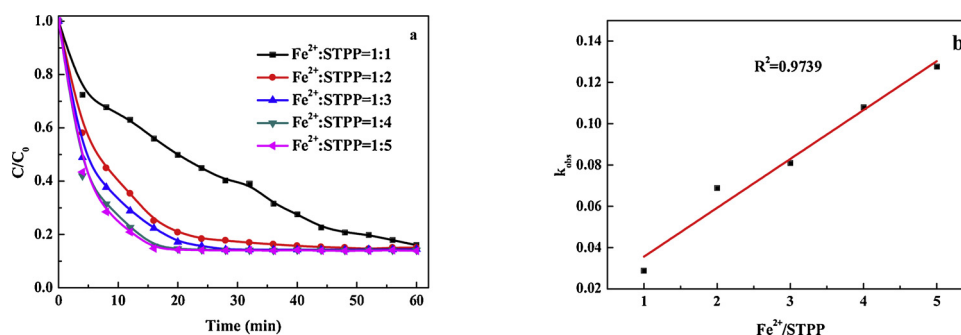 a
Fe²⁺:STPP=1:1
Fe²⁺:STPP=1:2
Fe²⁺:STPP=1:3
Fe²⁺:STPP=1:4
Fe²⁺:STPP=1:5
C/C₀
1.0
0.8
0.6
0.4
0.2
0.0
0 10 20 30 40 50 60
Time (min)
b
R²=0.9739
k_obs
0.14
0.12
0.10
0.08
0.06
0.04
0.02
1 2 3 4 5
Fe²⁺/STPP